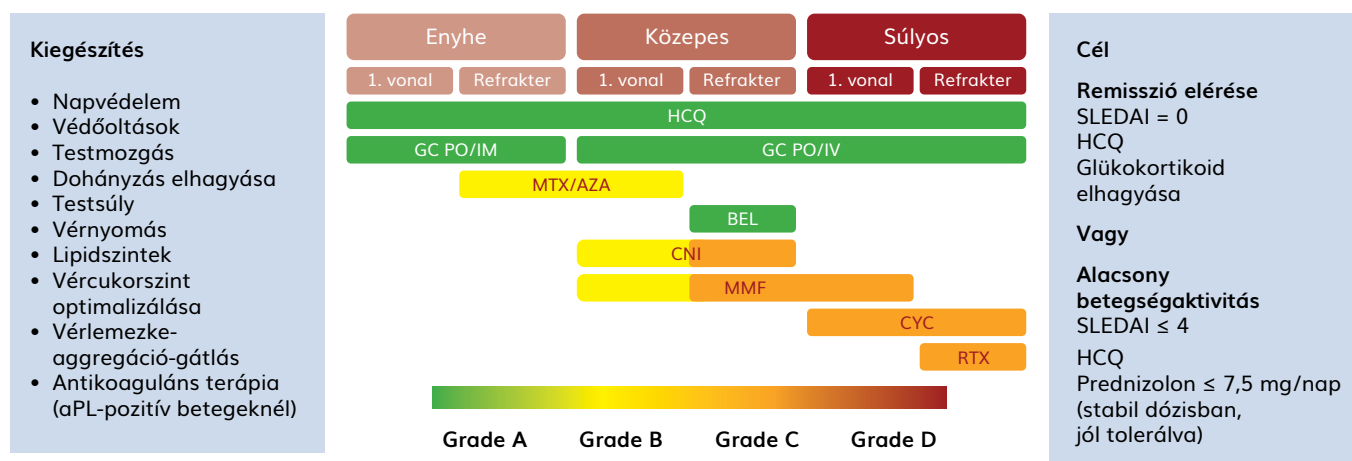 Kiegészítés
• Napvédelem
• Védőoltások
• Testmozgás
• Dohányzás elhagyása
• Testsúly
• Vérnyomás
• Lipidszintek
• Vércukorszint
optimalizálása
• Vérlemezke-
aggregáció-gátlás
• Antikoaguláns terápia
(aPL-pozitív betegeknél)
Enyhe Közepes Súlyos
1. vonal Refrakter 1. vonal Refrakter 1. vonal Refrakter
HCQ
GC PO/IM GC PO/IV
MTX/AZA
BEL
CNI
MMF
CYC
RTX
Grade A Grade B Grade C Grade D
Cél
Remisszió elérése
SLEDAI = 0
HCQ
Glükokortikoid
elhagyása
Vagy
Alacsony
betegségaktivitás
SLEDAI ≤ 4
HCQ
Prednizolon ≤ 7,5 mg/nap
(stabil dózisban,
jól tolerálva)